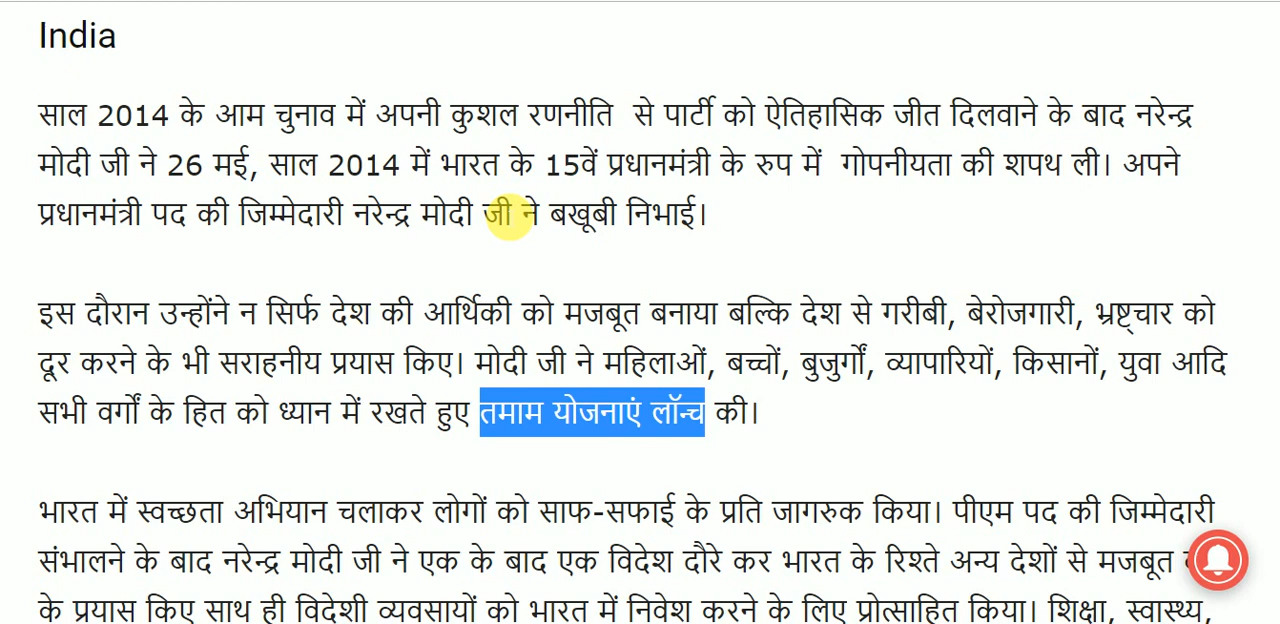 India
साल 2014 के आम चुनाव में अपनी कुशल रणनीति से पार्टी को ऐतिहासिक जीत दिलवाने के बाद नरेन्द्र
मोदी जी ने 26 मई, साल 2014 में भारत के 15वें प्रधानमंत्री के रुप में गोपनीयता की शपथ ली। अपने
प्रधानमंत्री पद की जिम्मेदारी नरेन्द्र मोदी जी ने बखूबी निभाई।
इस दौरान उन्होंने न सिर्फ देश की आर्थिकी को मजबूत बनाया बल्कि देश से गरीबी, बेरोजगारी, भ्रष्ट्चार को
दूर करने के भी सराहनीय प्रयास किए। मोदी जी ने महिलाओं, बच्चों, बुजुर्गों, व्यापारियों, किसानों, युवा आदि
सभी वर्गों के हित को ध्यान में रखते हुए तमाम योजनाएं लॉन्च की।
भारत में स्वच्छता अभियान चलाकर लोगों को साफ-सफाई के प्रति जागरुक किया। पीएम पद की जिम्मेदारी
संभालने के बाद नरेन्द्र मोदी जी ने एक के बाद एक विदेश दौरे कर भारत के रिश्ते अन्य देशों से मजबूत
के प्रयास किए साथ ही विदेशी व्यवसायों को भारत में निवेश करने के लिए प्रोत्साहित किया। शिक्षा, स्वास्थ्य,